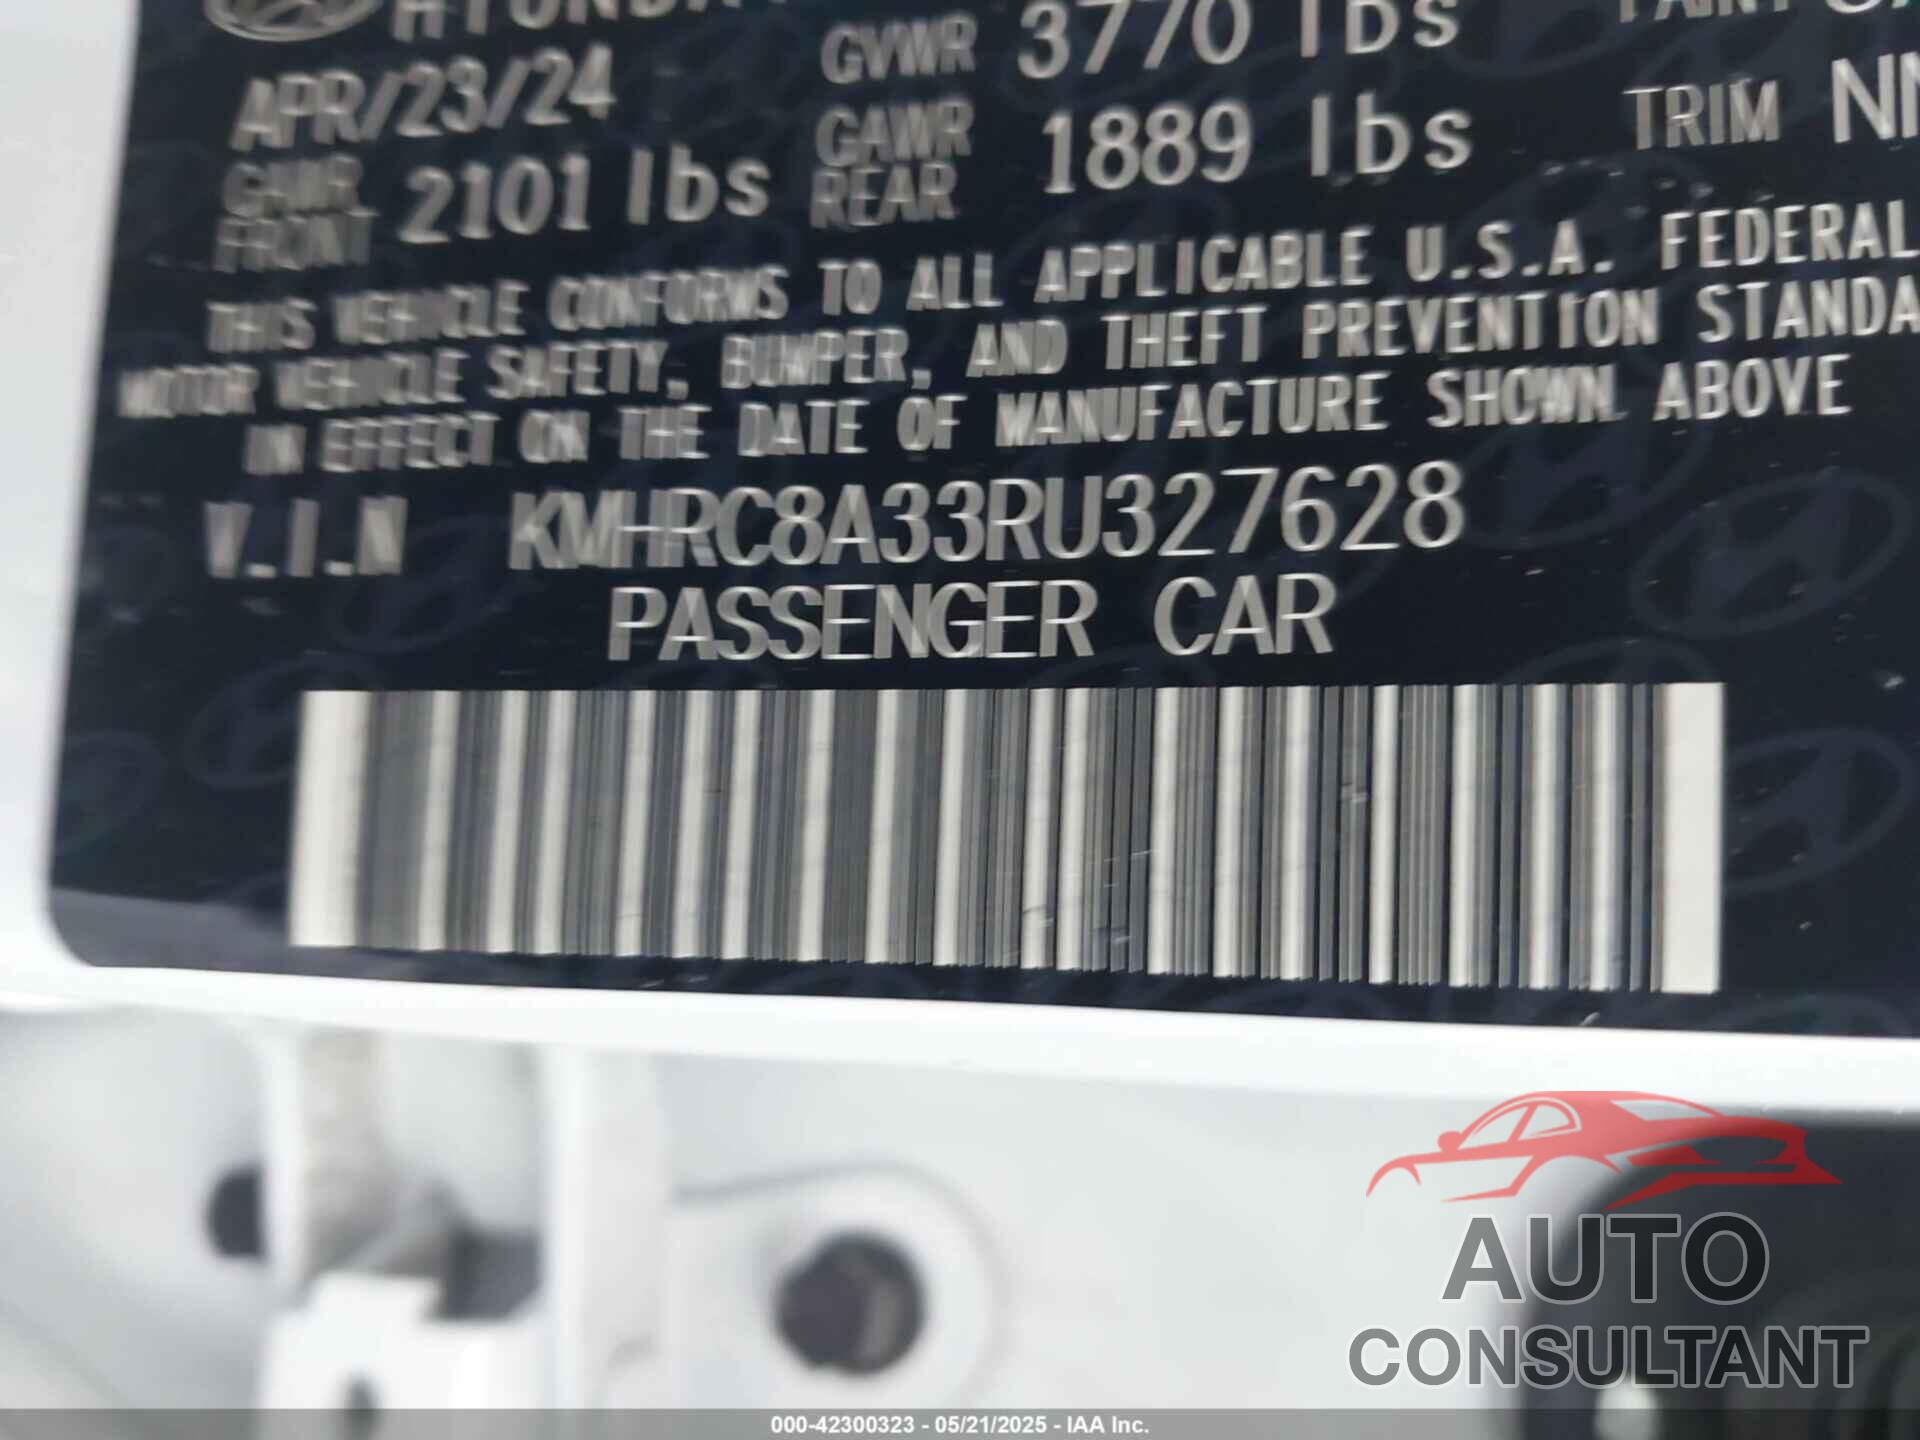 HYUNDAI
APR/23/24 GVWR 3770 lbs
GAWR FRONT 2101 lbs GAWR REAR 1889 lbs TRIM
THIS VEHICLE CONFORMS TO ALL APPLICABLE U.S.A. FEDERAL
MOTOR VEHICLE SAFETY, BUMPER, AND THEFT PREVENTION STANDA
IN EFFECT ON THE DATE OF MANUFACTURE SHOWN ABOVE
V.I.N KMHRC8A33RU327628
PASSENGER CAR
AUTO
CONSULTANT
000-42300323 - 05/21/2025 - IAA Inc.